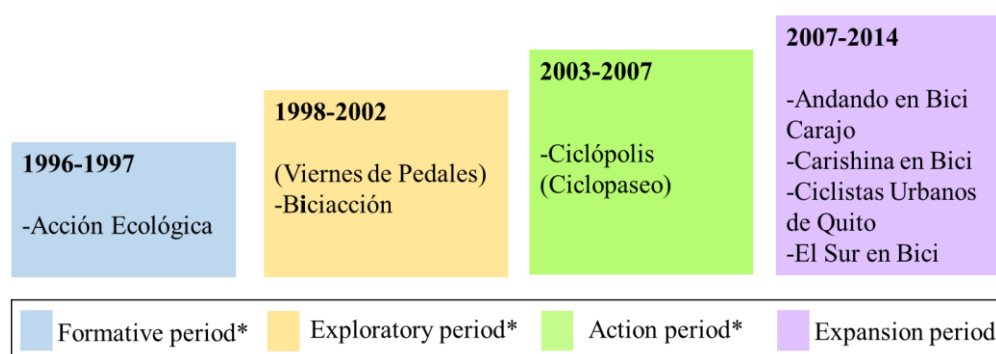 1996-1997
-Acción Ecológica
1998-2002
(Viernes de Pedales)
-Biciacción
2003-2007
-Ciclópolis
(Ciclopaseo)
2007-2014
-Andando en Bici
Carajo
-Carishina en Bici
-Ciclistas Urbanos
de Quito
-El Sur en Bici
Formative period*
Exploratory period*
Action period*
Expansion period